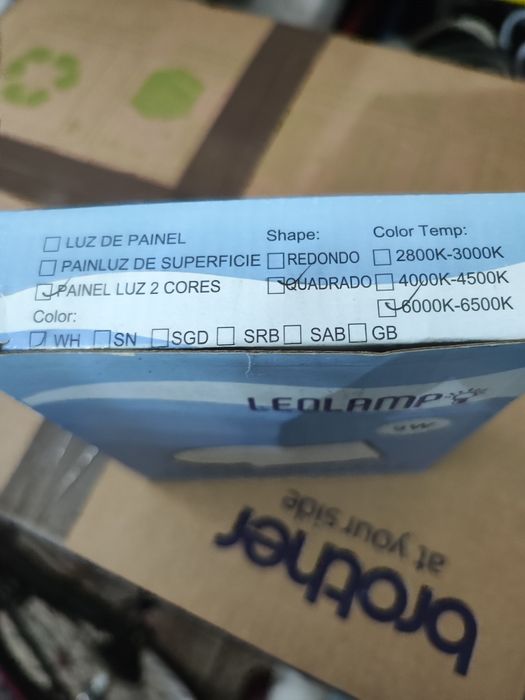 LUZ DE PAINEL
PAINLUZ DE SUPERFICIE
PAINEL LUZ 2 CORES
Shape:
REDONDO
QUADRADO
Color Temp:
2800K-3000K
4000K-4500K
6000K-6500K
Color:
WH SN SGD SRB SAB GB
LEDLAMP
at your side
brother